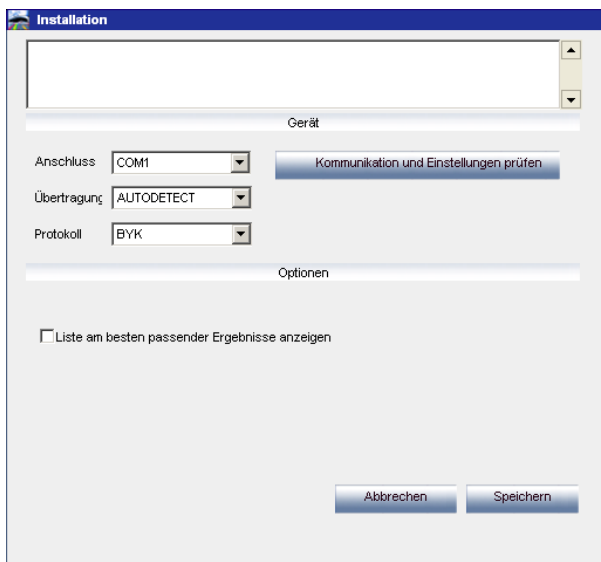 Installation
Gerät
Anschluss COM1 Kommunikation und Einstellungen prüfen
Übertragung AUTODETECT
Protokoll BYK
Optionen
Liste am besten passender Ergebnisse anzeigen
Abbrechen Speichern